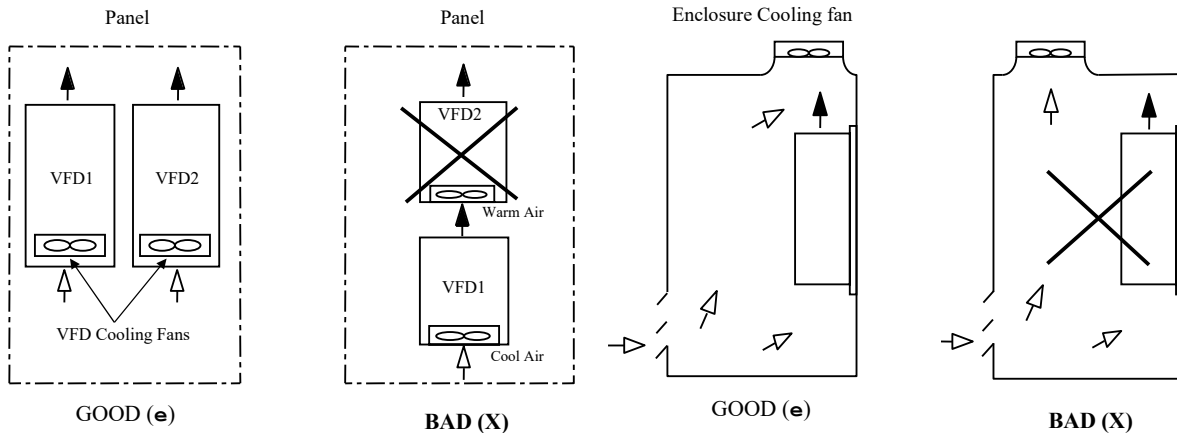 Panel
VFD1
VFD2
VFD Cooling Fans
GOOD (e)
Panel
VFD2
Warm Air
VFD1
Cool Air
BAD (X)
Enclosure Cooling fan
GOOD (e)
BAD (X)